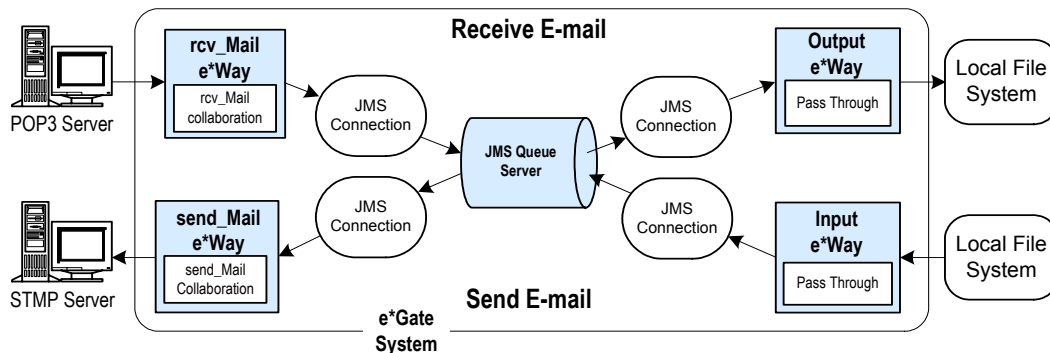 Receive E-mail
POP3 Server
rcv_Mail
e*Way
rcv_Mail
collaboration
JMS
Connection
JMS Queue
Server
JMS
Connection
Output
e*Way
Pass Through
Local File
System
STMP Server
send_Mail
e*Way
send_Mail
Collaboration
JMS
Connection
JMS
Connection
Input
e*Way
Pass Through
Local File
System
Send E-mail
e*Gate
System